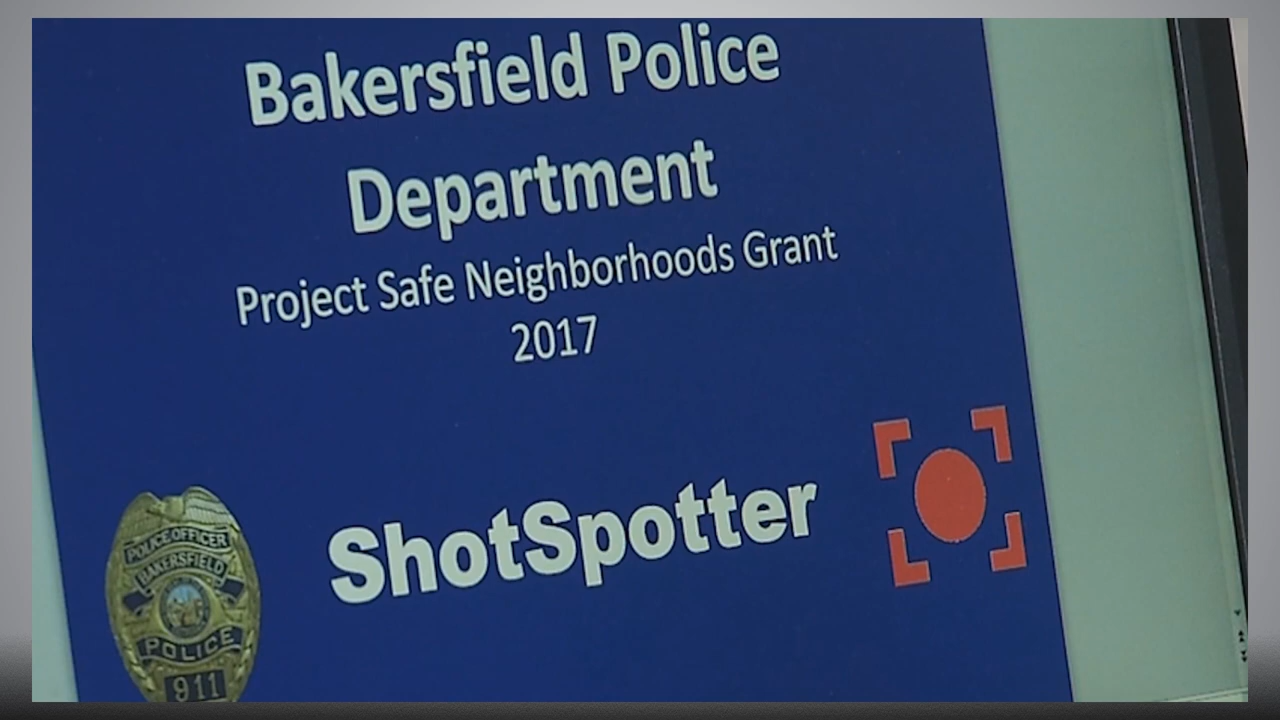 Bakersfield Police
Department
Project Safe Neighborhoods Grant
2017
ShotSpotter
POLICE OFFICER
BAKERSFIELD
POLICE
911